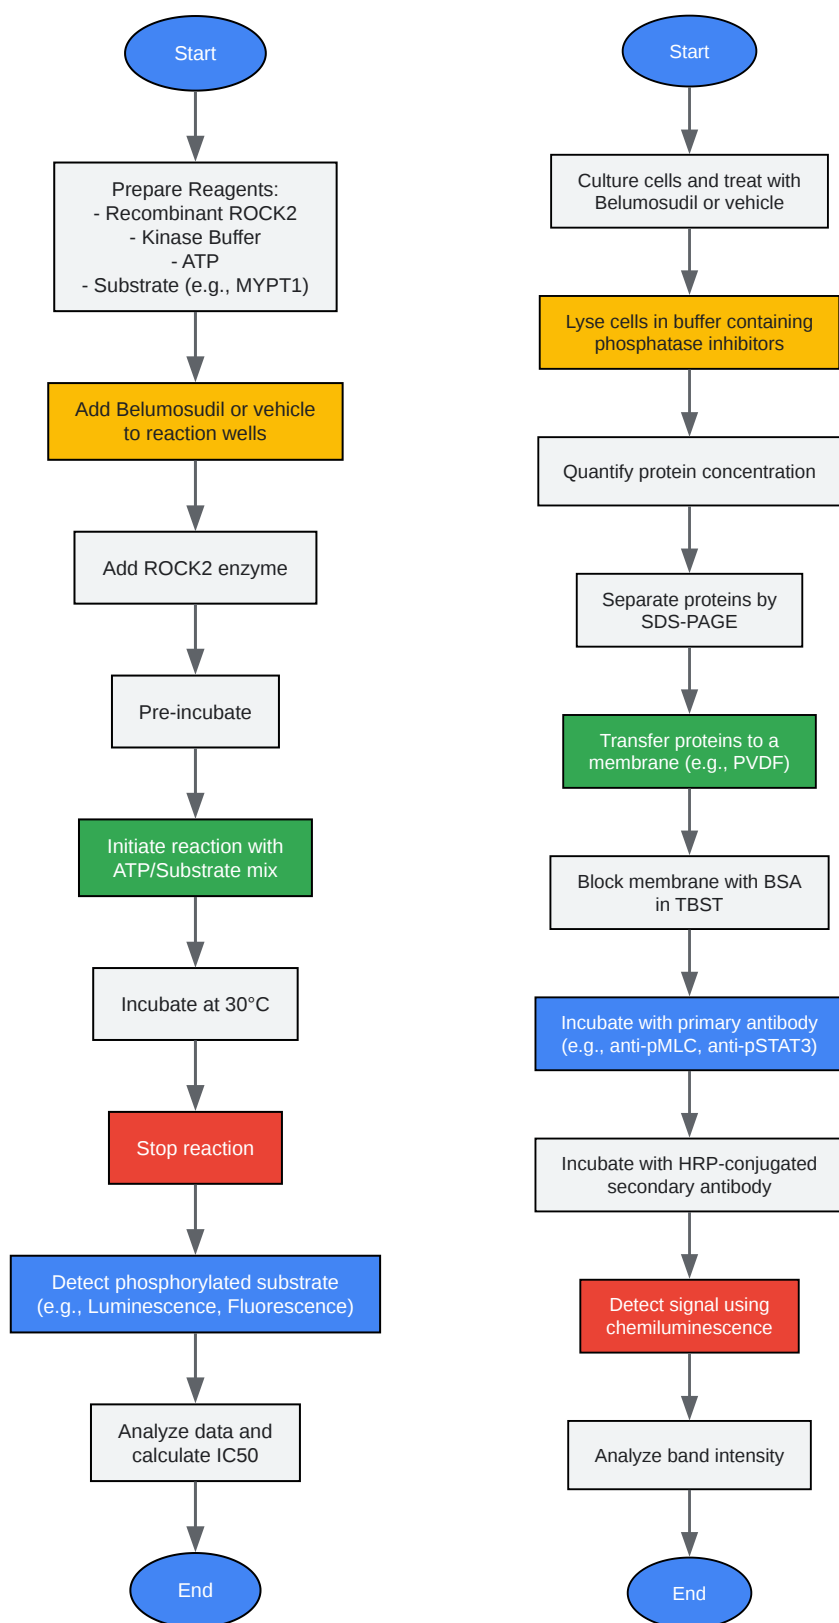 Start
Prepare Reagents:
- Recombinant ROCK2
- Kinase Buffer
- ATP
- Substrate (e.g., MYPT1)
Add Belumosudil or vehicle
to reaction wells
Add ROCK2 enzyme
Pre-incubate
Initiate reaction with
ATP/Substrate mix
Incubate at 30°C
Stop reaction
Detect phosphorylated substrate
(e.g., Luminescence, Fluorescence)
Analyze data and
calculate IC50
End
Start
Culture cells and treat with
Belumosudil or vehicle
Lyse cells in buffer containing
phosphatase inhibitors
Quantify protein concentration
Separate proteins by
SDS-PAGE
Transfer proteins to a
membrane (e.g., PVDF)
Block membrane with BSA
in TBST
Incubate with primary antibody
(e.g., anti-pMLC, anti-pSTAT3)
Incubate with HRP-conjugated
secondary antibody
Detect signal using
chemiluminescence
Analyze band intensity
End